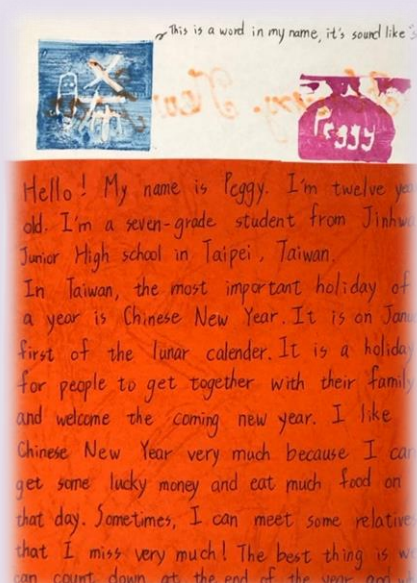 This is a word in my name, it's sound like
Peggy
Hello! My name is Peggy. I'm twelve
old. I'm a seven-grade student from
Junior High school in Taipei, Taiwan.
In Taiwan, the most important holiday of
a year is Chinese New Year. It is on
first of the lunar calender. It is a holiday
for people to get together with their
and welcome the coming new year. I like
Chinese New Year very much because I can
get some lucky money and eat much food on
that day. Sometimes, I can meet some
that I miss very much! The best thing is
can count down at the end of the year